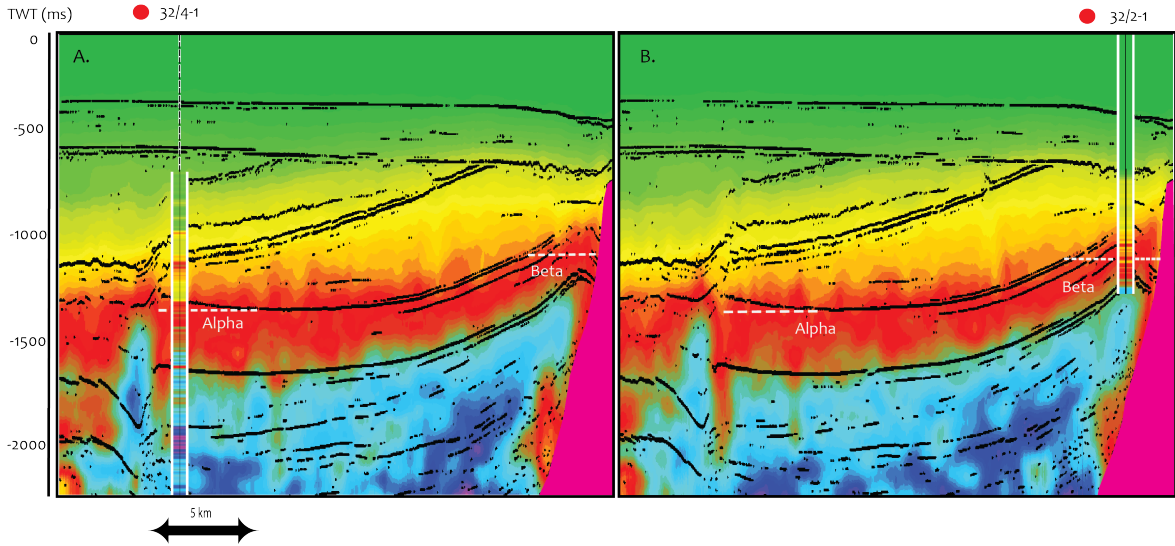 TWT (ms)
32/4-1
32/2-1
0
-500
-1000
-1500
-2000
A.
Beta
Alpha
B.
Beta
Alpha
5 km